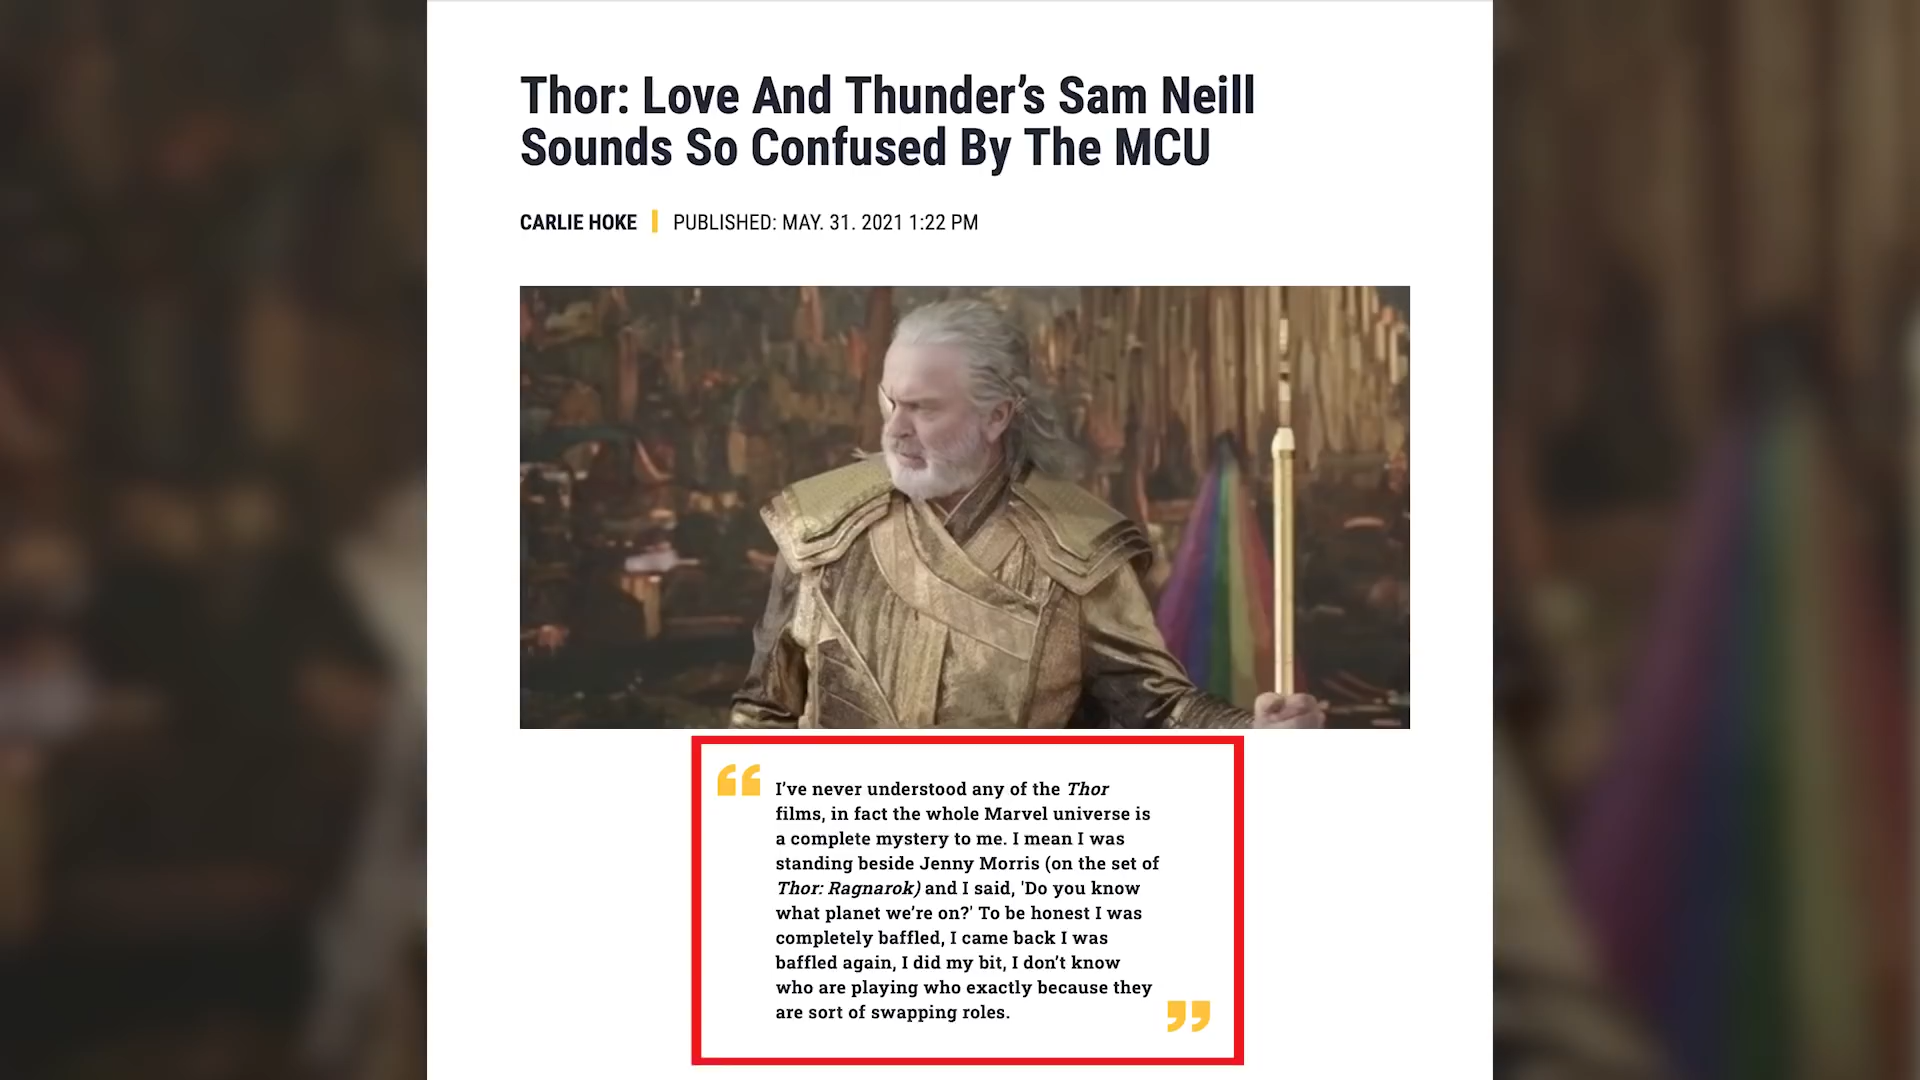 Thor: Love And Thunder’s Sam Neill
Sounds So Confused By The MCU
CARLIE HOKE | PUBLISHED: MAY. 31. 2021 1:22 PM
“ I’ve never understood any of the Thor
films, in fact the whole Marvel universe is
a complete mystery to me. I mean I was
standing beside Jenny Morris (on the set of
Thor: Ragnarok) and I said, 'Do you know
what planet we’re on?' To be honest I was
completely baffled, I came back I was
baffled again, I did my bit, I don’t know
who are playing who exactly because they
are sort of swapping roles. ”